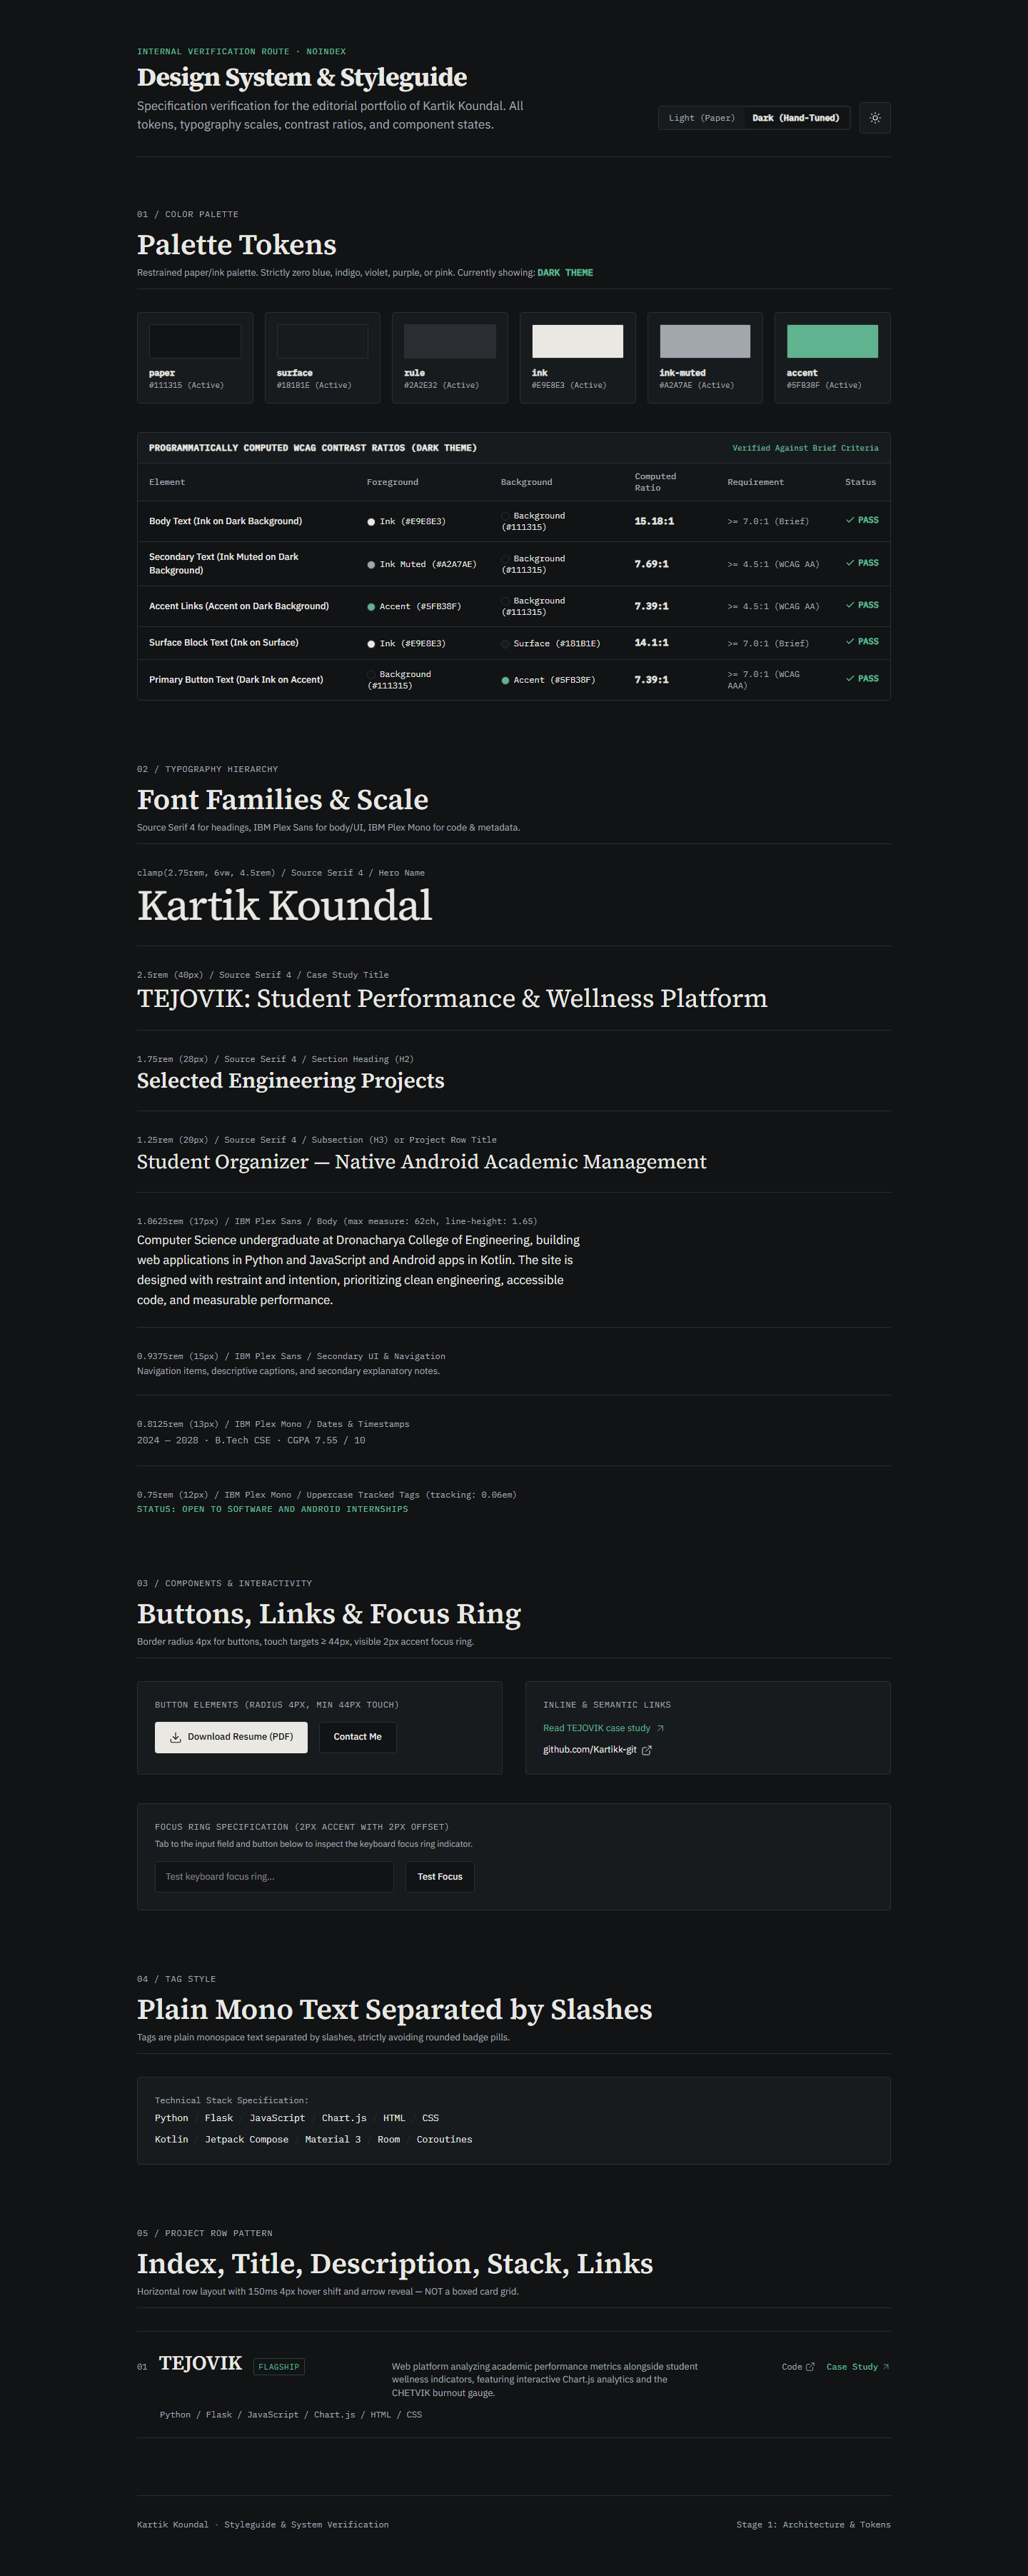 INTERNAL VERIFICATION ROUTE · NOINDEX
Design System & Styleguide
Specification verification for the editorial portfolio of Kartik Koundal. All
tokens, typography scales, contrast ratios, and component states.
Light (Paper) Dark (Hand-Tuned)
01 / COLOR PALETTE
Palette Tokens
Restrained paper/ink palette. Strictly zero blue, indigo, violet, purple, or pink. Currently showing: DARK THEME
paper
#111315 (Active)
surface
#181B1E (Active)
rule
#2A2E32 (Active)
ink
#E9E8E3 (Active)
ink-muted
#A2A7AE (Active)
accent
#5FB38F (Active)
PROGRAMMATICALLY COMPUTED WCAG CONTRAST RATIOS (DARK THEME) Verified Against Brief Criteria
Element Foreground Background Computed Ratio Requirement Status
Body Text (Ink on Dark Background) Ink (#E9E8E3) Background (#111315) 15.18:1 >= 7.0:1 (Brief) PASS
Secondary Text (Ink Muted on Dark Background) Ink Muted (#A2A7AE) Background (#111315) 7.69:1 >= 4.5:1 (WCAG AA) PASS
Accent Links (Accent on Dark Background) Accent (#5FB38F) Background (#111315) 7.39:1 >= 4.5:1 (WCAG AA) PASS
Surface Block Text (Ink on Surface) Ink (#E9E8E3) Surface (#181B1E) 14.1:1 >= 7.0:1 (Brief) PASS
Primary Button Text (Dark Ink on Accent) Background (#111315) Accent (#5FB38F) 7.39:1 >= 7.0:1 (WCAG AAA) PASS
02 / TYPOGRAPHY HIERARCHY
Font Families & Scale
Source Serif 4 for headings, IBM Plex Sans for body/UI, IBM Plex Mono for code & metadata.
clamp(2.75rem, 6vw, 4.5rem) / Source Serif 4 / Hero Name
Kartik Koundal
2.5rem (40px) / Source Serif 4 / Case Study Title
TEJOVIK: Student Performance & Wellness Platform
1.75rem (28px) / Source Serif 4 / Section Heading (H2)
Selected Engineering Projects
1.25rem (20px) / Source Serif 4 / Subsection (H3) or Project Row Title
Student Organizer — Native Android Academic Management
1.0625rem (17px) / IBM Plex Sans / Body (max measure: 62ch, line-height: 1.65)
Computer Science undergraduate at Dronacharya College of Engineering, building
web applications in Python and JavaScript and Android apps in Kotlin. The site is
designed with restraint and intention, prioritizing clean engineering, accessible
code, and measurable performance.
0.9375rem (15px) / IBM Plex Sans / Secondary UI & Navigation
Navigation items, descriptive captions, and secondary explanatory notes.
0.8125rem (13px) / IBM Plex Mono / Dates & Timestamps
2024 — 2028 · B.Tech CSE · CGPA 7.55 / 10
0.75rem (12px) / IBM Plex Mono / Uppercase Tracked Tags (tracking: 0.06em)
STATUS: OPEN TO SOFTWARE AND ANDROID INTERNSHIPS
03 / COMPONENTS & INTERACTIVITY
Buttons, Links & Focus Ring
Border radius 4px for buttons, touch targets ≥ 44px, visible 2px accent focus ring.
BUTTON ELEMENTS (RADIUS 4PX, MIN 44PX TOUCH)
Download Resume (PDF) Contact Me
INLINE & SEMANTIC LINKS
Read TEJOVIK case study
github.com/Kartikk-git
FOCUS RING SPECIFICATION (2PX ACCENT WITH 2PX OFFSET)
Tab to the input field and button below to inspect the keyboard focus ring indicator.
Test keyboard focus ring... Test Focus
04 / TAG STYLE
Plain Mono Text Separated by Slashes
Tags are plain monospace text separated by slashes, strictly avoiding rounded badge pills.
Technical Stack Specification:
Python / Flask / JavaScript / Chart.js / HTML / CSS
Kotlin / Jetpack Compose / Material 3 / Room / Coroutines
05 / PROJECT ROW PATTERN
Index, Title, Description, Stack, Links
Horizontal row layout with 150ms 4px hover shift and arrow reveal — NOT a boxed card grid.
01 TEJOVIK FLAGSHIP
Web platform analyzing academic performance metrics alongside student
wellness indicators, featuring interactive Chart.js analytics and the
CHETVIK burnout gauge.
Code Case Study
Python / Flask / JavaScript / Chart.js / HTML / CSS
Kartik Koundal · Styleguide & System Verification Stage 1: Architecture & Tokens